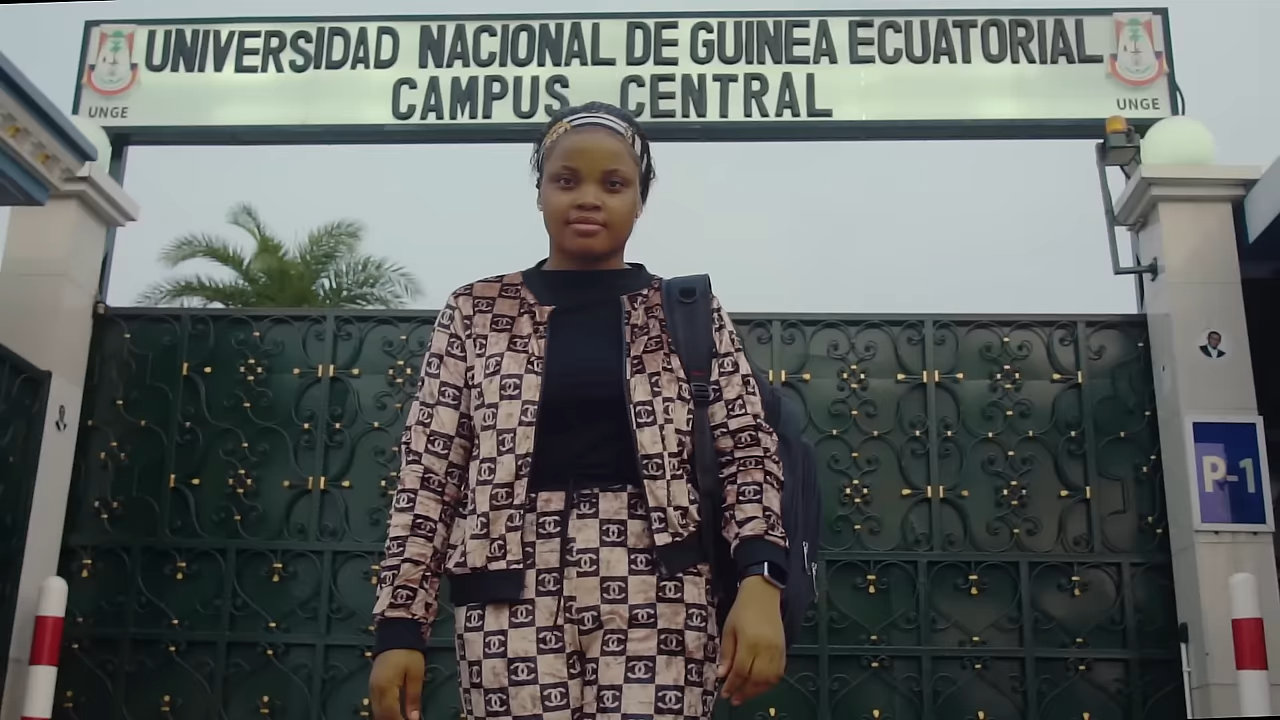 UNIVERSIDAD NACIONAL DE GUINEA ECUATORIAL
CAMPUS CENTRAL
UNGE
UNGE
P-1